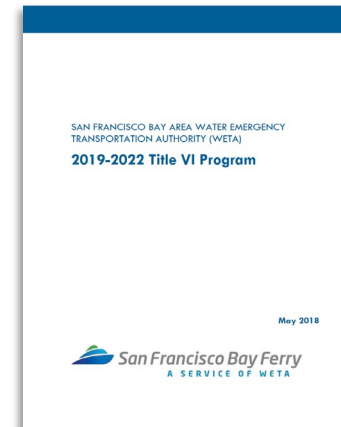 SAN FRANCISCO BAY AREA WATER EMERGENCY
TRANSPORTATION AUTHORITY (WETA)
2019-2022 Title VI Program
May 2018
San Francisco Bay Ferry
A SERVICE OF WETA